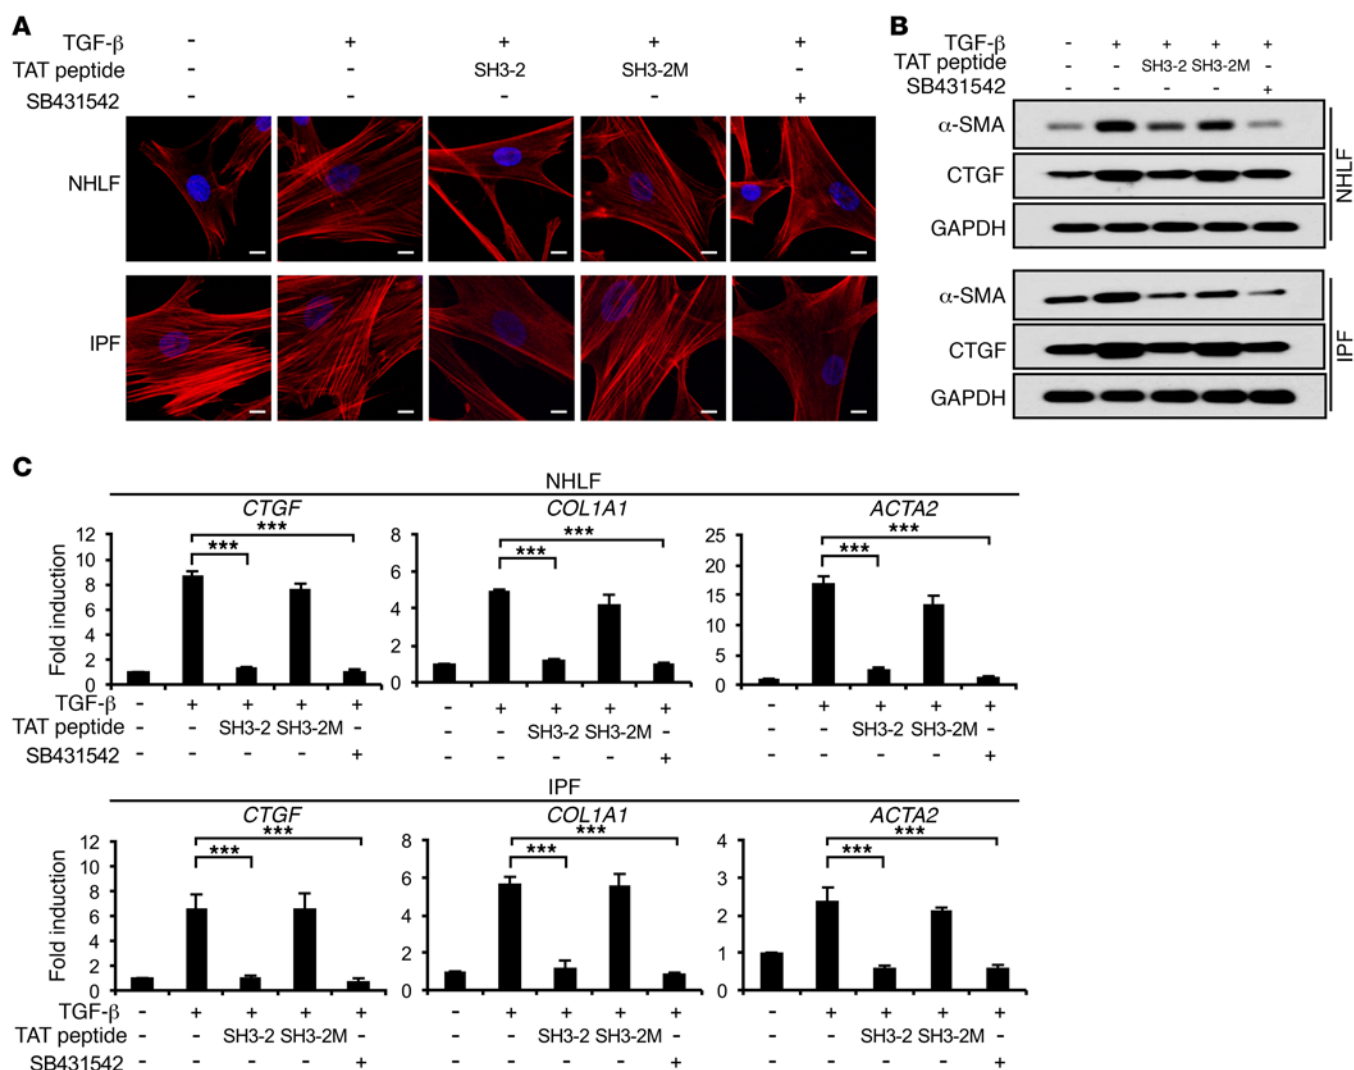 A
TGF-β - + + + +
TAT peptide - - SH3-2 SH3-2M -
SB431542 - - - - +
NHLF
IPF
B
TGF-β - + + + +
TAT peptide - - SH3-2 SH3-2M -
SB431542 - - - - +
α-SMA
CTGF
GAPDH
NHLF
α-SMA
CTGF
GAPDH
IPF
C
NHLF
CTGF
***
***
Fold induction
12
10
8
6
4
2
0
COL1A1
***
***
8
6
4
2
0
ACTA2
***
***
25
20
15
10
5
0
TGF-β - + + + + - + + + + - + + + +
TAT peptide - - SH3-2 SH3-2M - - - SH3-2 SH3-2M - - - SH3-2 SH3-2M -
SB431542 - - - - + - - - - + - - - - +
IPF
CTGF
***
***
Fold induction
12
10
8
6
4
2
0
COL1A1
***
***
8
6
4
2
0
ACTA2
***
***
4
3
2
1
0
TGF-β - + + + + - + + + + - + + + +
TAT peptide - - SH3-2 SH3-2M - - - SH3-2 SH3-2M - - - SH3-2 SH3-2M -
SB431542 - - - - + - - - - + - - - - +